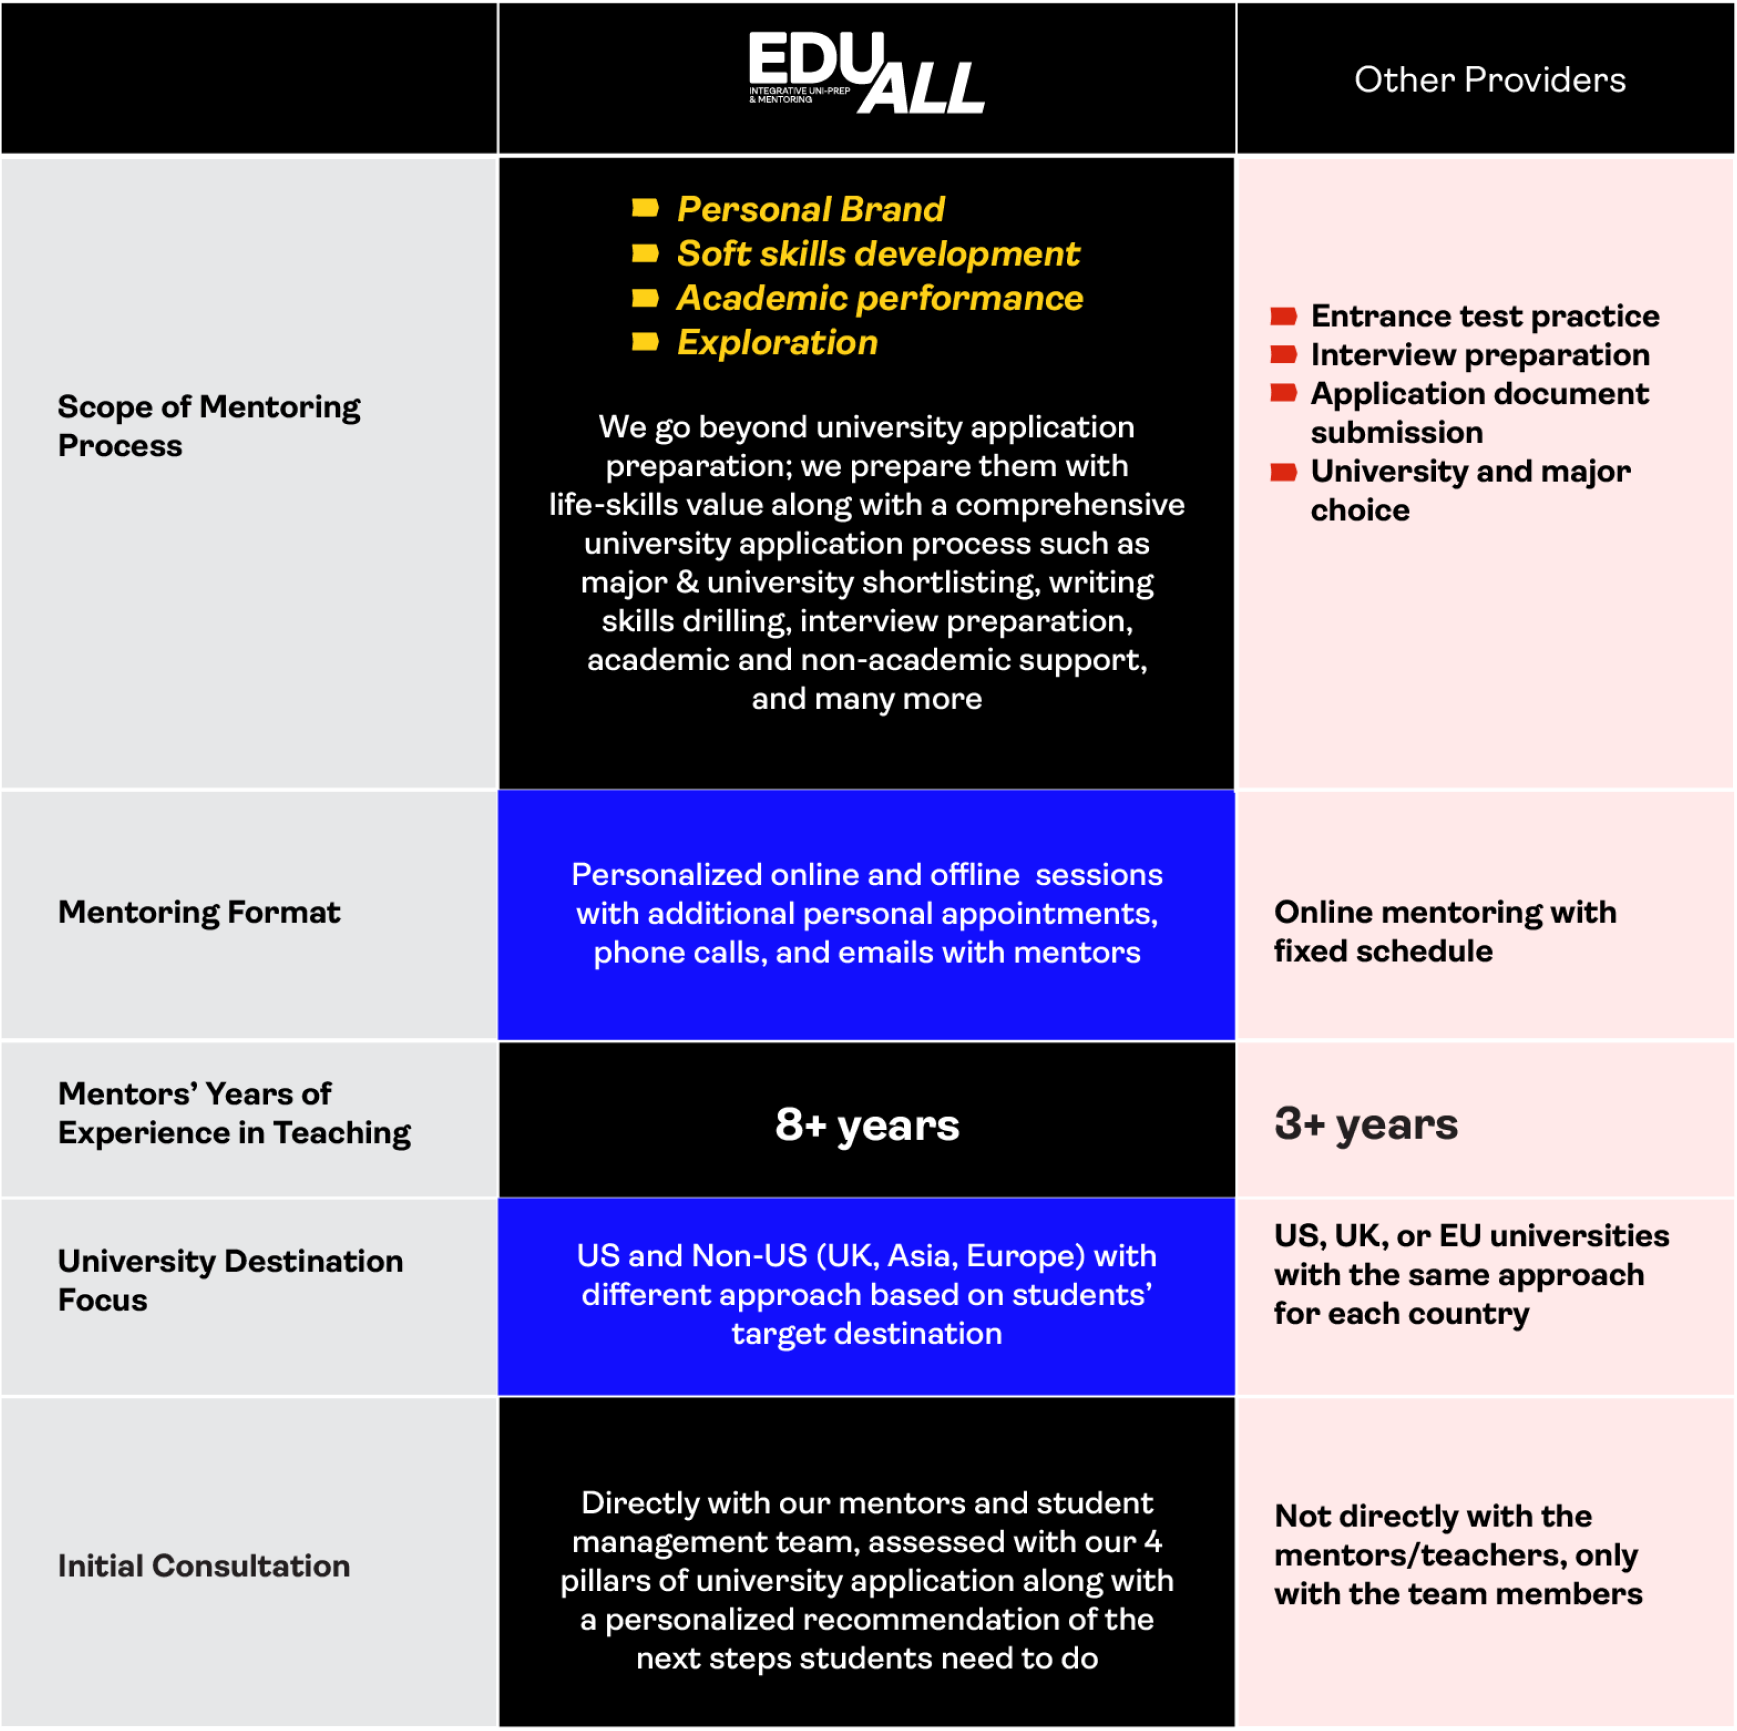 EDU
ALL
INTEGRATIVE UNI-PREP
& MENTORING
Other Providers
Scope of Mentoring
Process
Personal Brand
Soft skills development
Academic performance
Exploration
We go beyond university application
preparation; we prepare them with
life-skills value along with a comprehensive
university application process such as
major & university shortlisting, writing
skills drilling, interview preparation,
academic and non-academic support,
and many more
Entrance test practice
Interview preparation
Application document
submission
University and major
choice
Mentoring Format
Personalized online and offline  sessions
with additional personal appointments,
phone calls, and emails with mentors
Online mentoring with
fixed schedule
Mentors’ Years of
Experience in Teaching
8+ years
3+ years
University Destination
Focus
US and Non-US (UK, Asia, Europe) with
different approach based on students’
target destination
US, UK, or EU universities
with the same approach
for each country
Initial Consultation
Directly with our mentors and student
management team, assessed with our 4
pillars of university application along with
a personalized recommendation of the
next steps students need to do
Not directly with the
mentors/teachers, only
with the team members